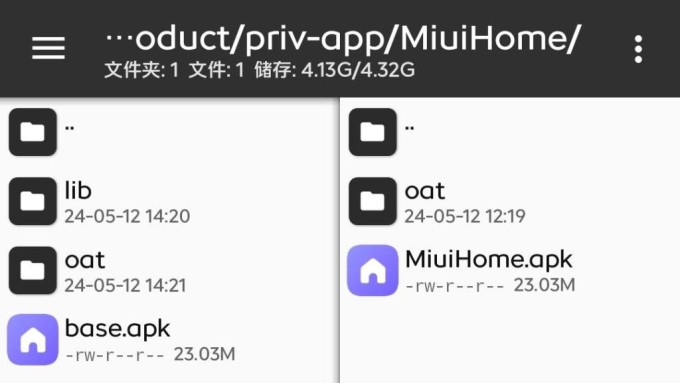 …oduct/priv-app/MiuiHome/
文件夹: 1 文件: 1 储存: 4.13G/4.32G
..
lib
24-05-12 14:20
oat
24-05-12 14:21
base.apk
-rw-r--r-- 23.03M
..
oat
24-05-12 12:19
MiuiHome.apk
-rw-r--r-- 23.03M